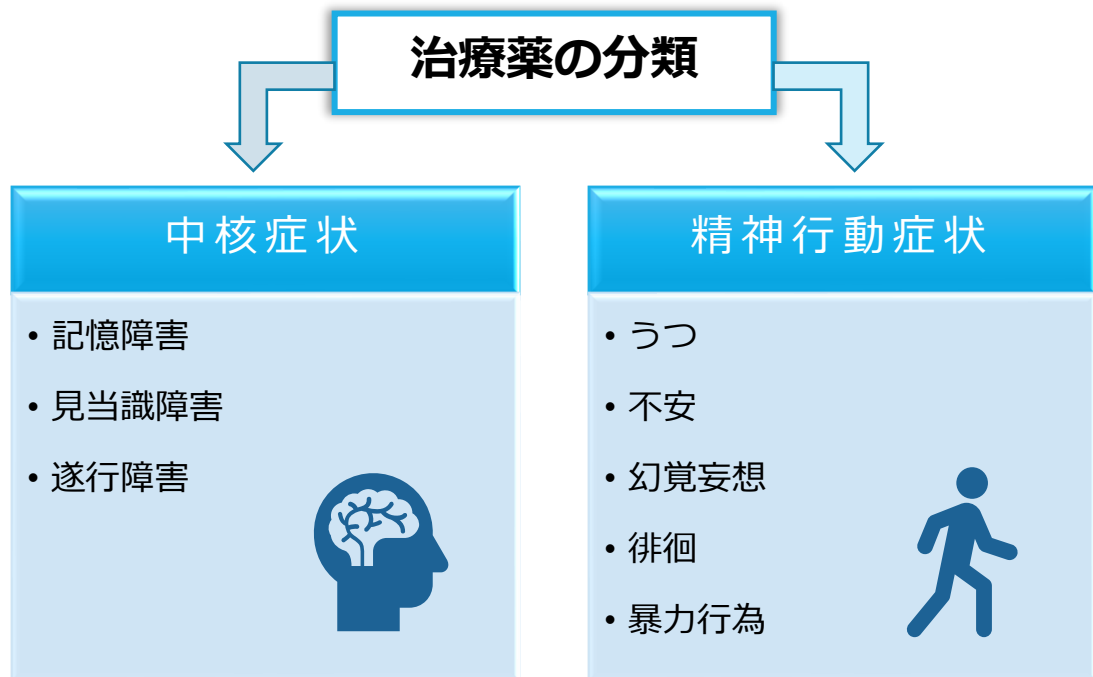 治療薬の分類
中核症状
・記憶障害
・見当識障害
・遂行障害
精神行動症状
・うつ
・不安
・幻覚妄想
・徘徊
・暴力行為